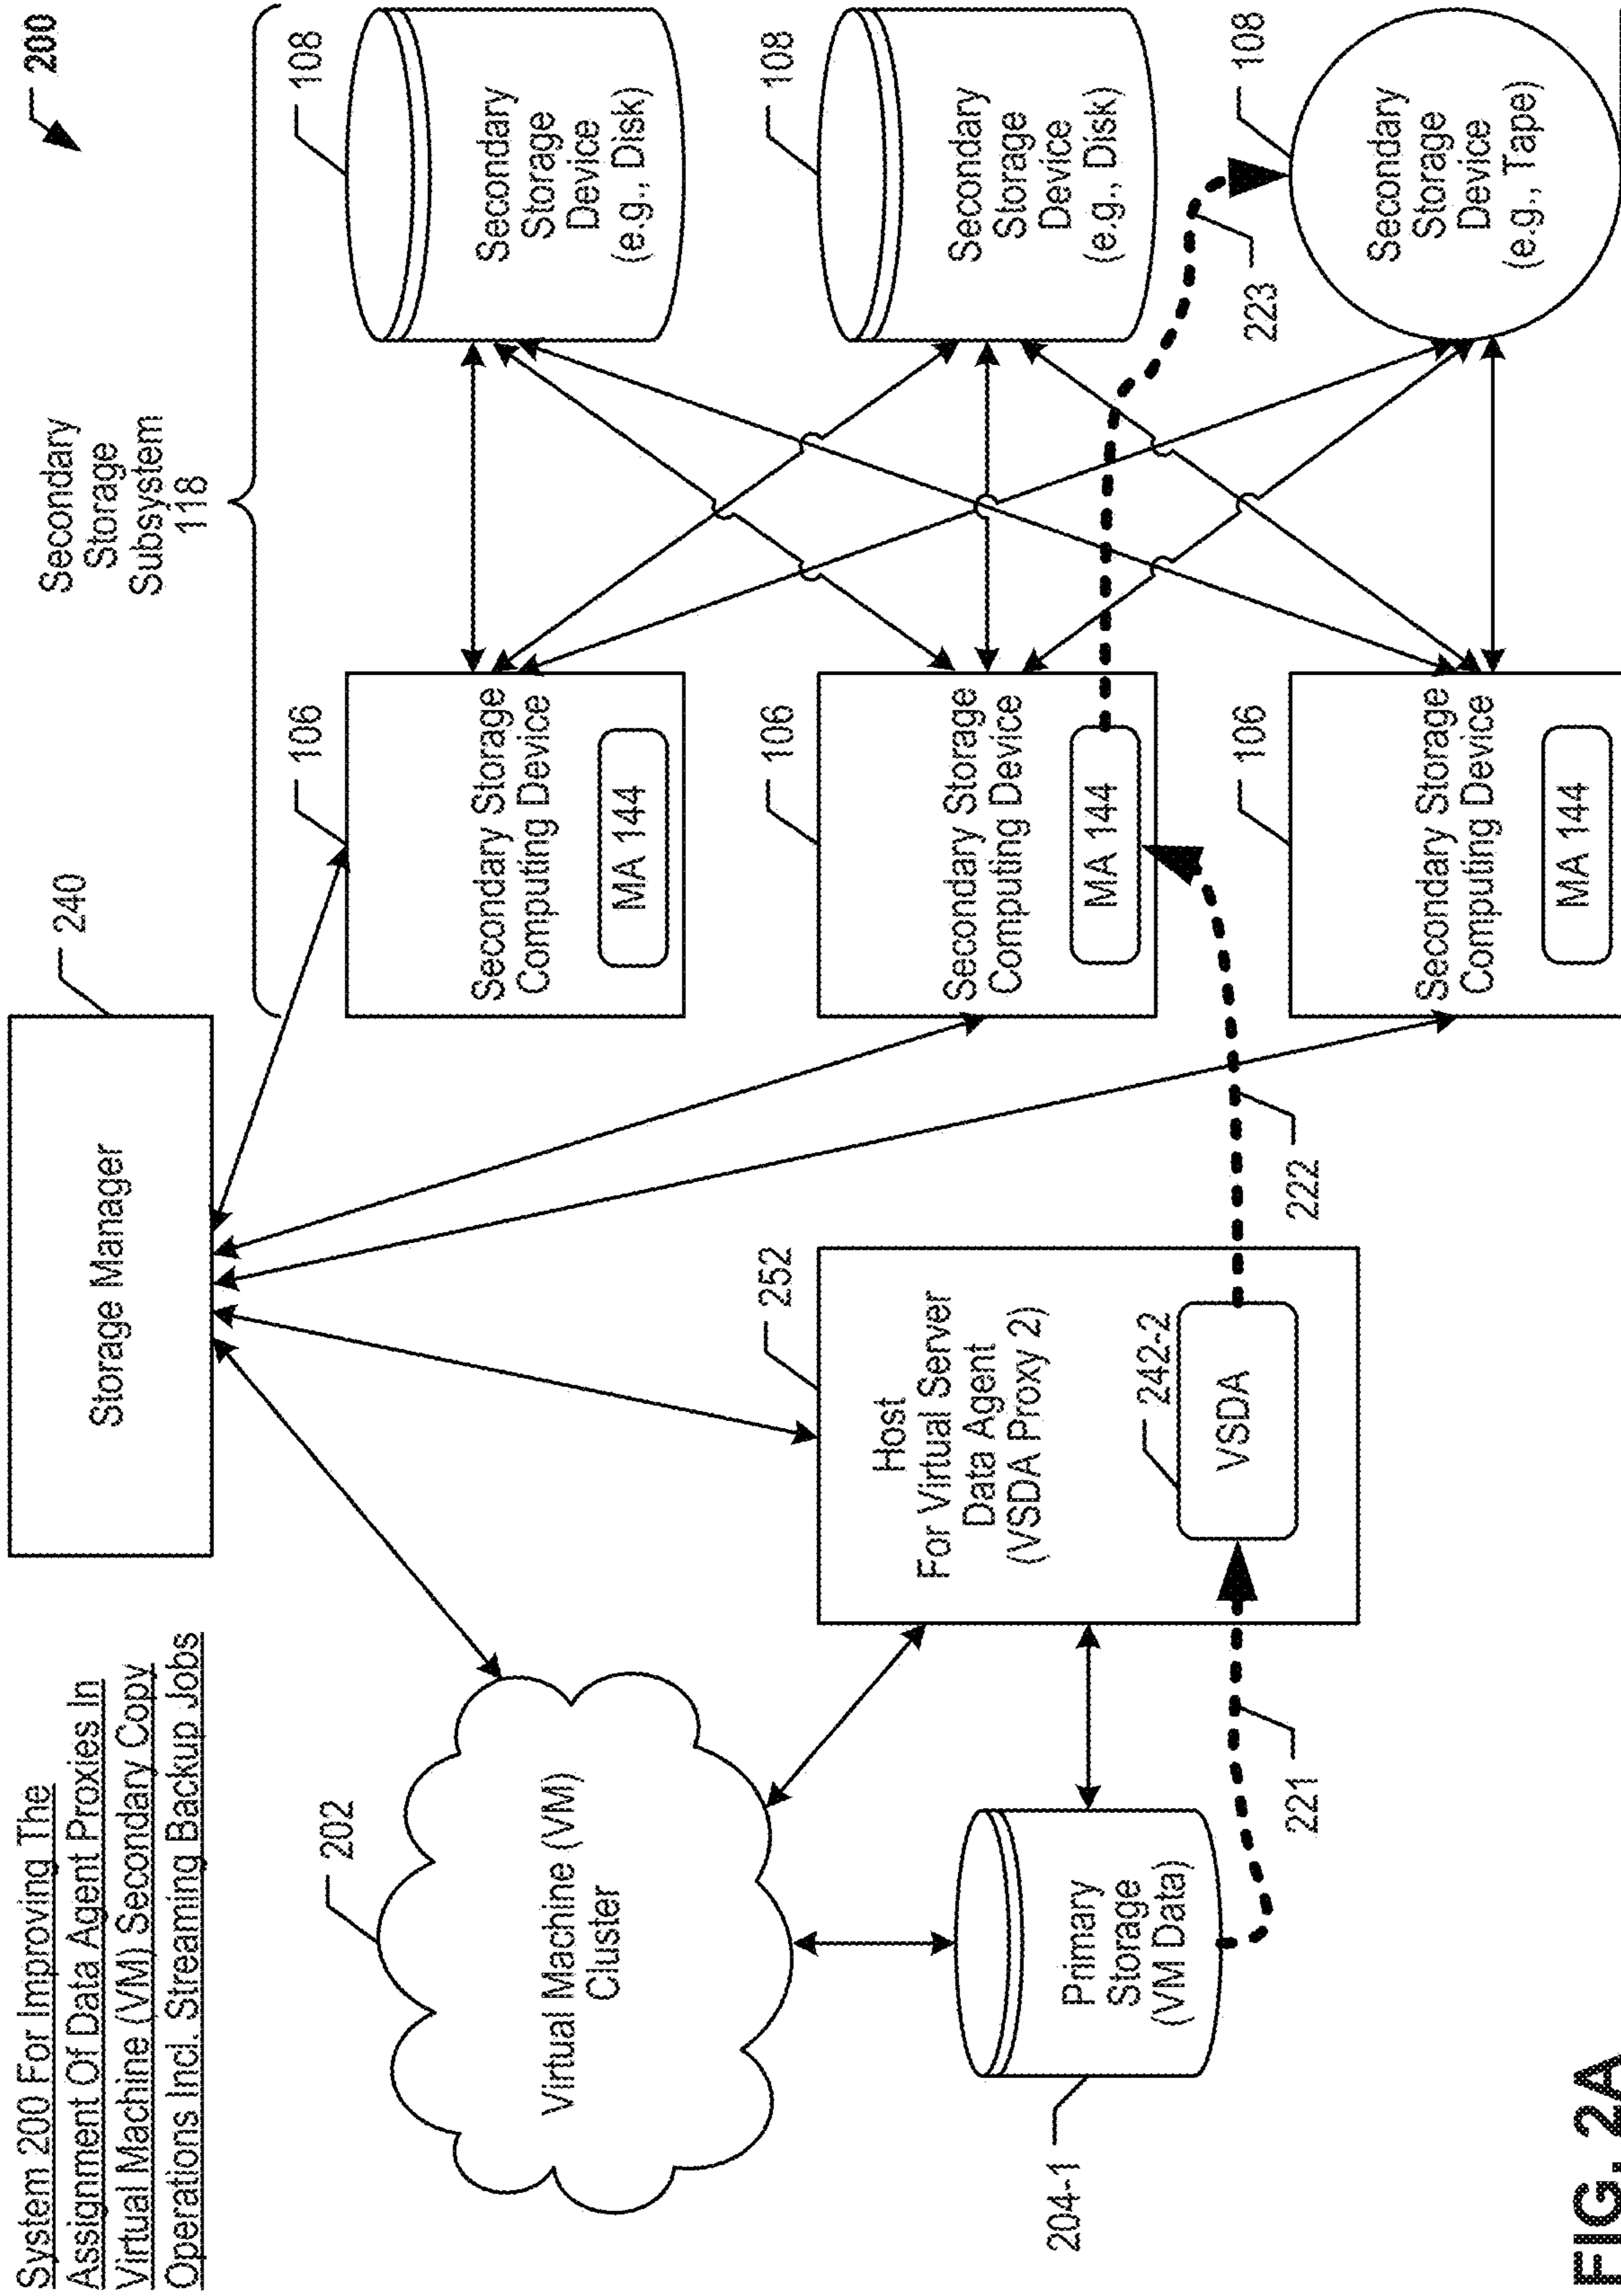 System 200 For Improving The
Assignment Of Data Agent Proxies In
Virtual Machine (VM) Secondary Copy
Operations Incl. Streaming Backup Jobs
200
Storage Manager
240
Secondary
Storage
Subsystem
118
202
Virtual Machine (VM)
Cluster
106
Secondary Storage
Computing Device
MA 144
108
Secondary
Storage
Device
(e.g., Disk)
252
Host
For Virtual Server
Data Agent
(VSDA Proxy 2)
242-2
VSDA
106
Secondary Storage
Computing Device
MA 144
108
Secondary
Storage
Device
(e.g., Disk)
204-1
Primary
Storage
(VM Data)
221
222
223
106
Secondary Storage
Computing Device
MA 144
108
Secondary
Storage
Device
(e.g., Tape)
FIG. 2A